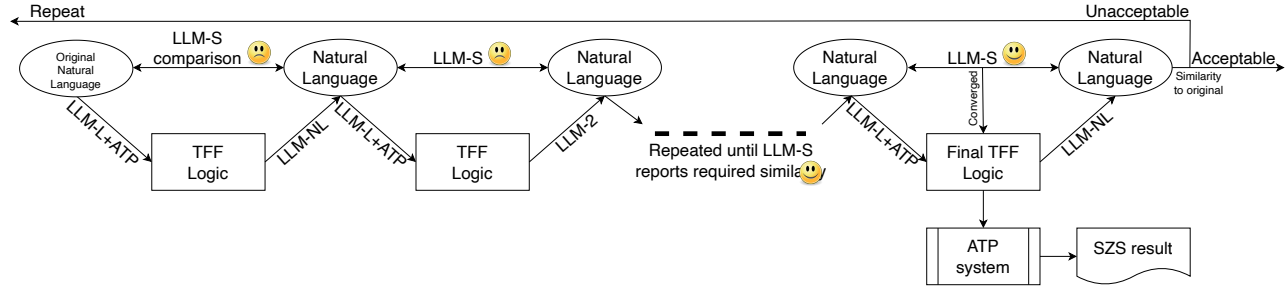 Repeat
Unacceptable
LLM-S
comparison
LLM-S
LLM-S
Acceptable
Original
Natural
Language
Natural
Language
Natural
Language
Natural
Language
Natural
Language
Similarity
to original
Converged
LLM-L+ATP
LLM-NL
LLM-L+ATP
LLM-2
LLM-L+ATP
LLM-NL
TFF
Logic
TFF
Logic
Repeated until LLM-S
reports required
Final TFF
Logic
ATP
system
SZS result